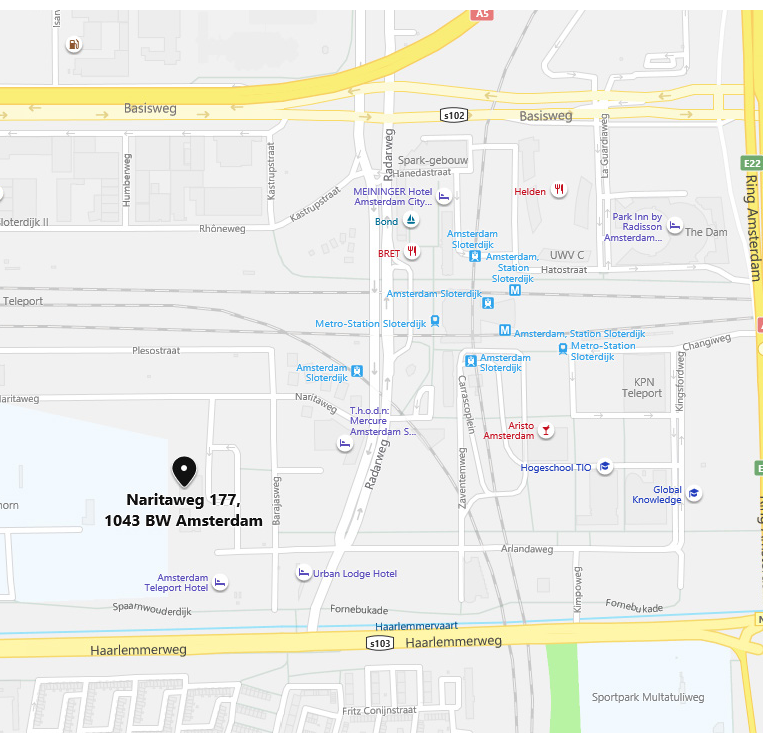 A5
Basisweg
s102
Basisweg
Radarweg
La Guardiaweg
Humberweg
Kastrupstraat
Spark-gebouw
Hanedastraat
E22
Ring Amsterdam
MEININGER Hotel
Amsterdam City...
Helden
Kastrupstraat
Bond
Park Inn by
Radisson
Amsterdam...
The Dam
Rhôneweg
Amsterdam
Sloterdijk
BRET
Amsterdam,
Station
Sloterdijk
UWV C
Hatostraat
Teleport
Amsterdam Sloterdijk
Metro-Station Sloterdijk
Amsterdam, Station Sloterdijk
Metro-Station
Sloterdijk
Changiweg
Plesostraat
Amsterdam
Sloterdijk
Amsterdam
Sloterdijk
Kingsfordweg
KPN
Teleport
Carrascoplein
Naritaweg
T.h.o.d.n:
Mercure
Amsterdam S...
Aristo
Amsterdam
Radarweg
Zaventemweg
Hogeschool TIO
Barajasweg
Global
Knowledge
Naritaweg 177,
1043 BW Amsterdam
Arlandaweg
Amsterdam
Teleport Hotel
Urban Lodge Hotel
Kimpoweg
Spaarnwouderdijk
Fornebukade
Fornebukade
Haarlemmervaart
Haarlemmerweg
s103
Haarlemmerweg
Sportpark Multatuliweg
Fritz Conijnstraat